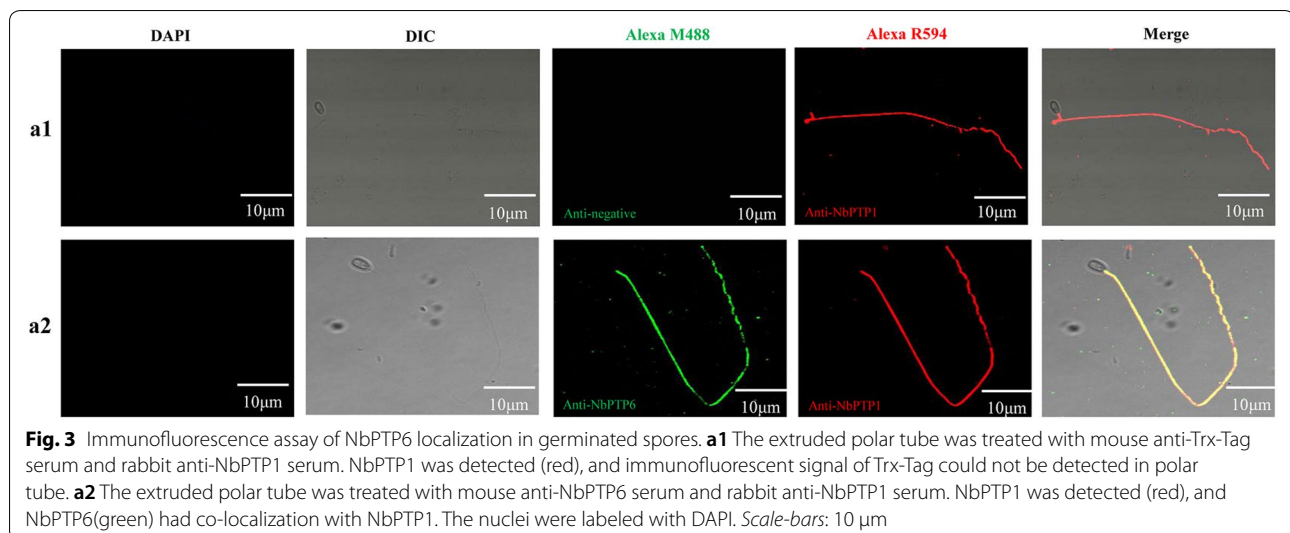 DAPI DIC Alexa M488 Alexa R594 Merge
a1
10μm 10μm 10μm 10μm 10μm
Anti-negative Anti-NbPTP1
a2
10μm 10μm 10μm 10μm 10μm
Anti-NbPTP6 Anti-NbPTP1
Fig. 3 Immunofluorescence assay of NbPTP6 localization in germinated spores. a1 The extruded polar tube was treated with mouse anti-Trx-Tag
serum and rabbit anti-NbPTP1 serum. NbPTP1 was detected (red), and immunofluorescent signal of Trx-Tag could not be detected in polar
tube. a2 The extruded polar tube was treated with mouse anti-NbPTP6 serum and rabbit anti-NbPTP1 serum. NbPTP1 was detected (red), and
NbPTP6(green) had co-localization with NbPTP1. The nuclei were labeled with DAPI. Scale-bars: 10 μm